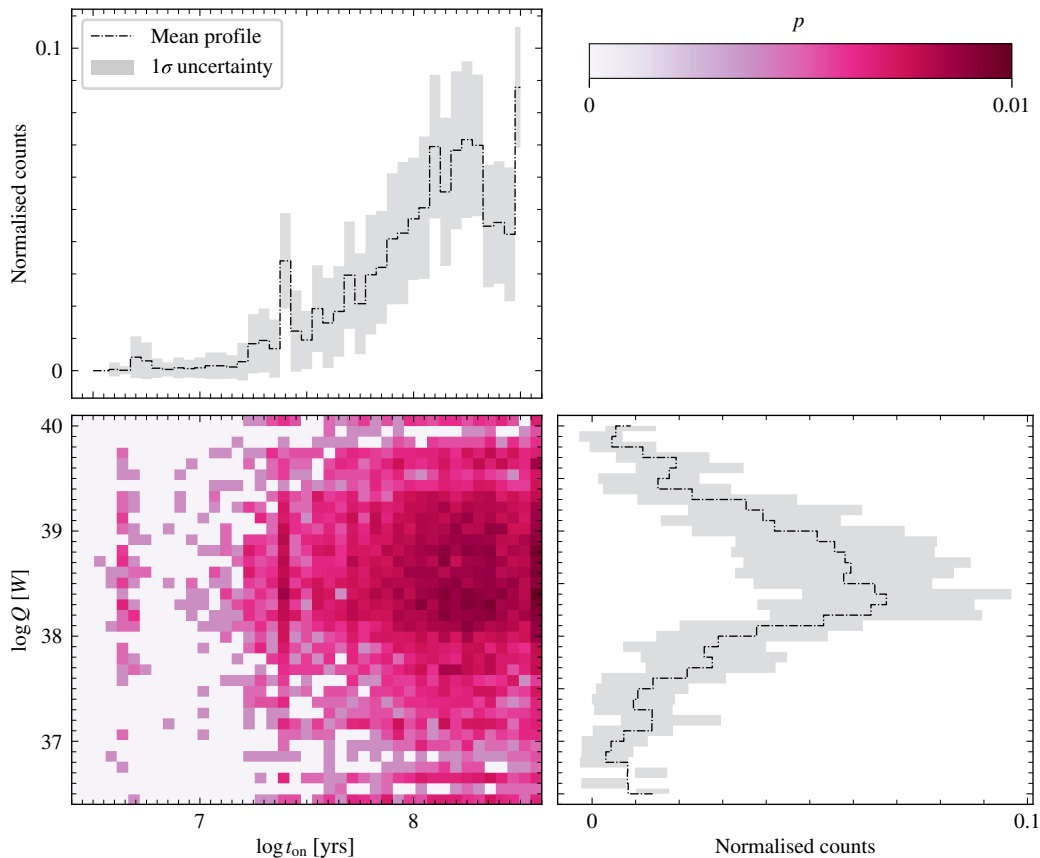 Mean profile
1σ uncertainty
0.1
0
Normalised counts
p
0
0.01
40
39
38
37
log Q [W]
7
8
log t_on [yrs]
0
0.1
Normalised counts